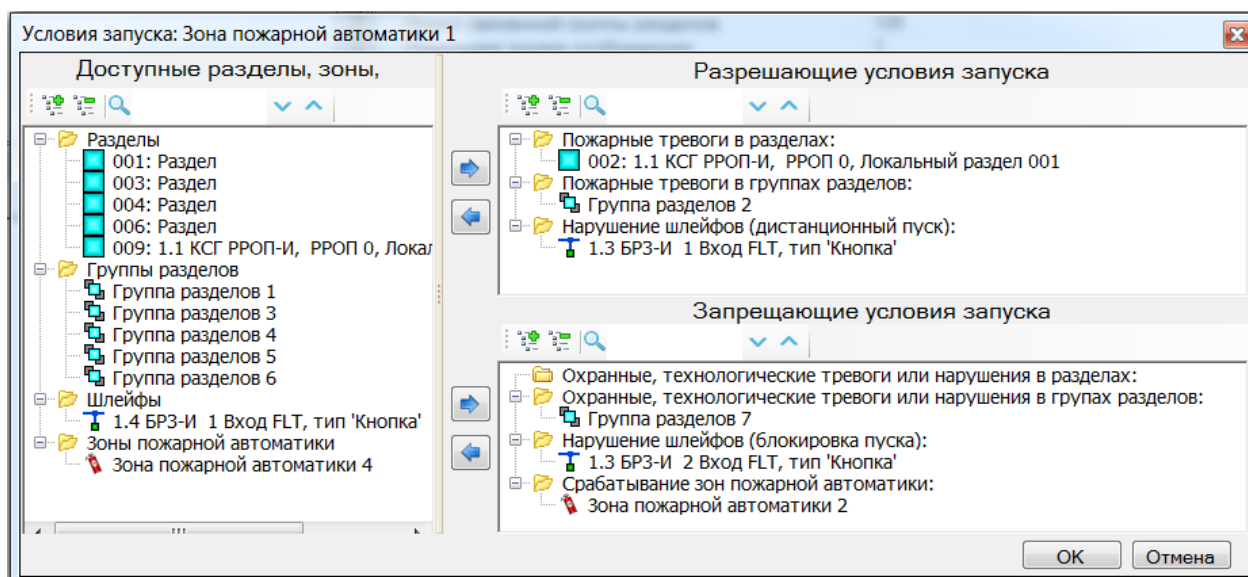 Условия запуска: Зона пожарной автоматики 1
Доступные разделы, зоны,
Разделы
001: Раздел
003: Раздел
004: Раздел
006: Раздел
009: 1.1 КСГ РРОП-И, РРОП 0, Локал
Группы разделов
Группа разделов 1
Группа разделов 3
Группа разделов 4
Группа разделов 5
Группа разделов 6
Шлейфы
1.4 БРЗ-И 1 Вход FLT, тип 'Кнопка'
Зоны пожарной автоматики
Зона пожарной автоматики 4
Разрешающие условия запуска
Пожарные тревоги в разделах:
002: 1.1 КСГ РРОП-И, РРОП 0, Локальный раздел 001
Пожарные тревоги в группах разделов:
Группа разделов 2
Нарушение шлейфов (дистанционный пуск):
1.3 БРЗ-И 1 Вход FLT, тип 'Кнопка'
Запрещающие условия запуска
Охранные, технологические тревоги или нарушения в разделах:
Охранные, технологические тревоги или нарушения в групах разделов:
Группа разделов 7
Нарушение шлейфов (блокировка пуска):
1.3 БРЗ-И 2 Вход FLT, тип 'Кнопка'
Срабатывание зон пожарной автоматики:
Зона пожарной автоматики 2
OK
Отмена